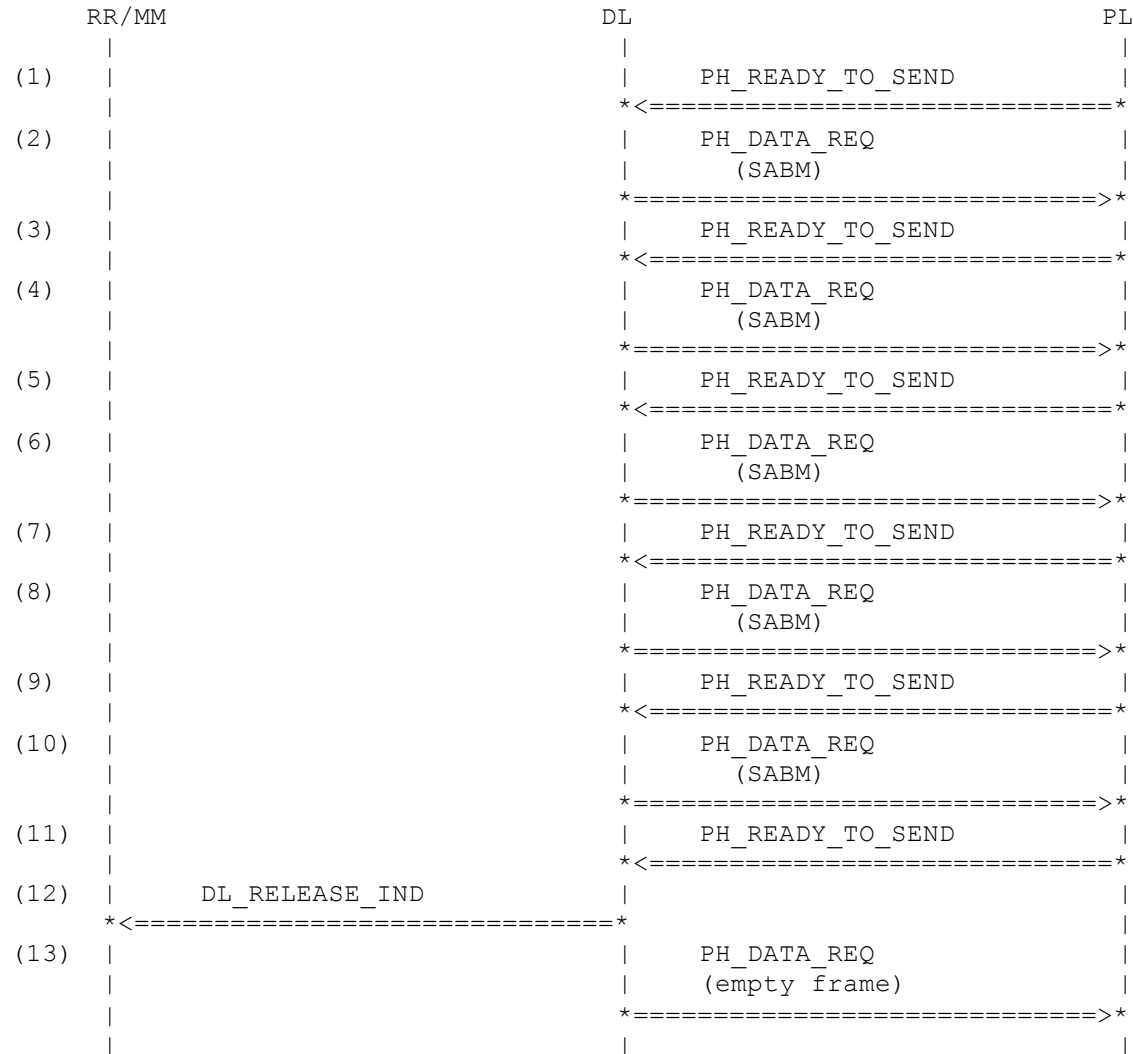 RR/MM DL PL
(1) PH_READY_TO_SEND
(2) PH_DATA_REQ
(SABM)
(3) PH_READY_TO_SEND
(4) PH_DATA_REQ
(SABM)
(5) PH_READY_TO_SEND
(6) PH_DATA_REQ
(SABM)
(7) PH_READY_TO_SEND
(8) PH_DATA_REQ
(SABM)
(9) PH_READY_TO_SEND
(10) PH_DATA_REQ
(SABM)
(11) PH_READY_TO_SEND
(12) DL_RELEASE_IND
(13) PH_DATA_REQ
(empty frame)